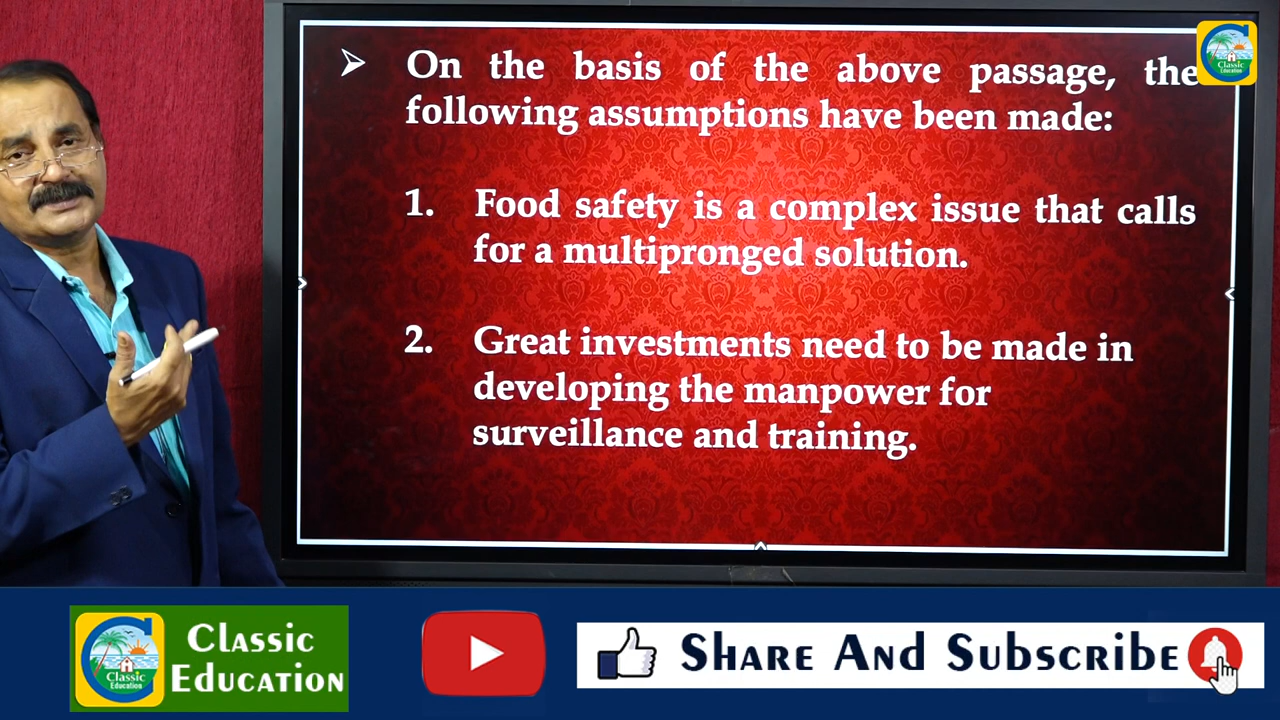 ➢ On the basis of the above passage, the
following assumptions have been made:
1. Food safety is a complex issue that calls
for a multipronged solution.
2. Great investments need to be made in
developing the manpower for
surveillance and training.
Classic
Education
Classic
Education
Classic
Education
Share And Subscribe